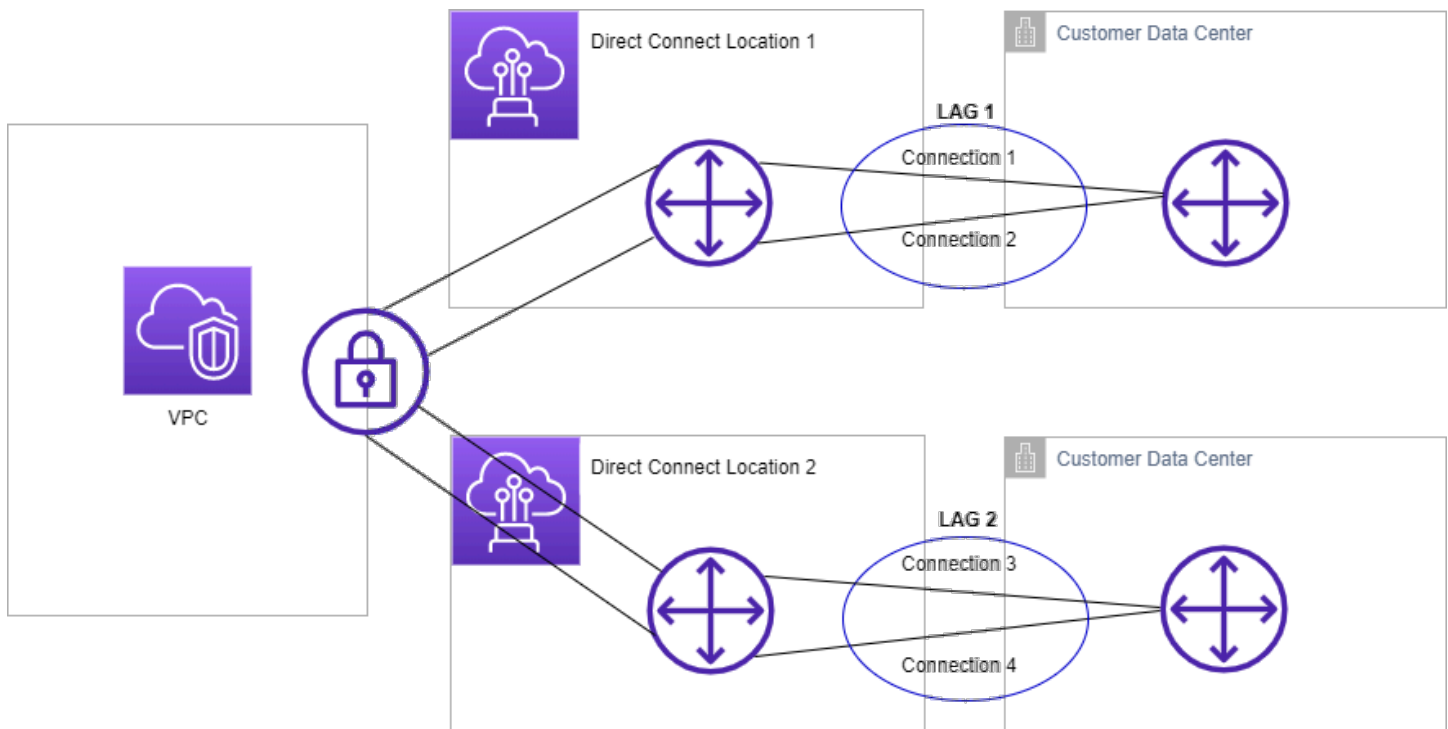 Direct Connect Location 1
Customer Data Center
LAG 1
Connection 1
Connection 2
VPC
Direct Connect Location 2
Customer Data Center
LAG 2
Connection 3
Connection 4